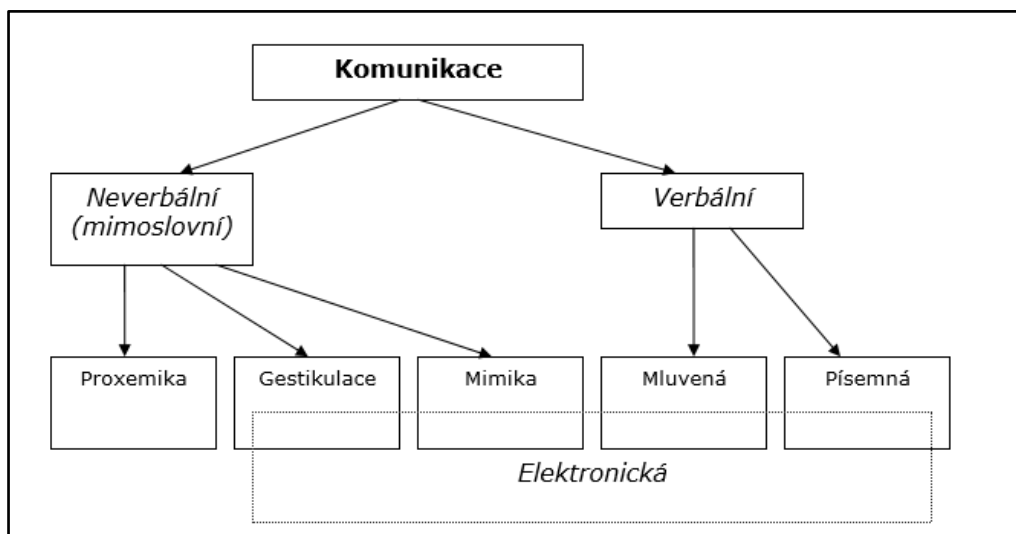 Komunikace
Neverbální
(mimoslovní)
Verbální
Proxemika
Gestikulace
Mimika
Mluvená
Písemná
Elektronická